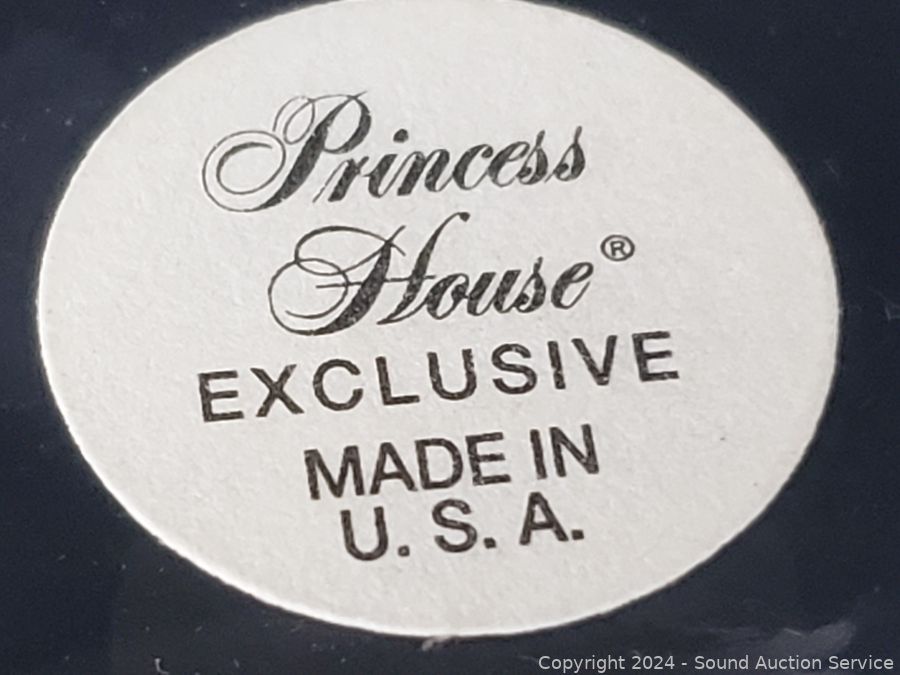 Princess
House®
EXCLUSIVE
MADE IN
U. S. A.
Copyright 2024 - Sound Auction Service